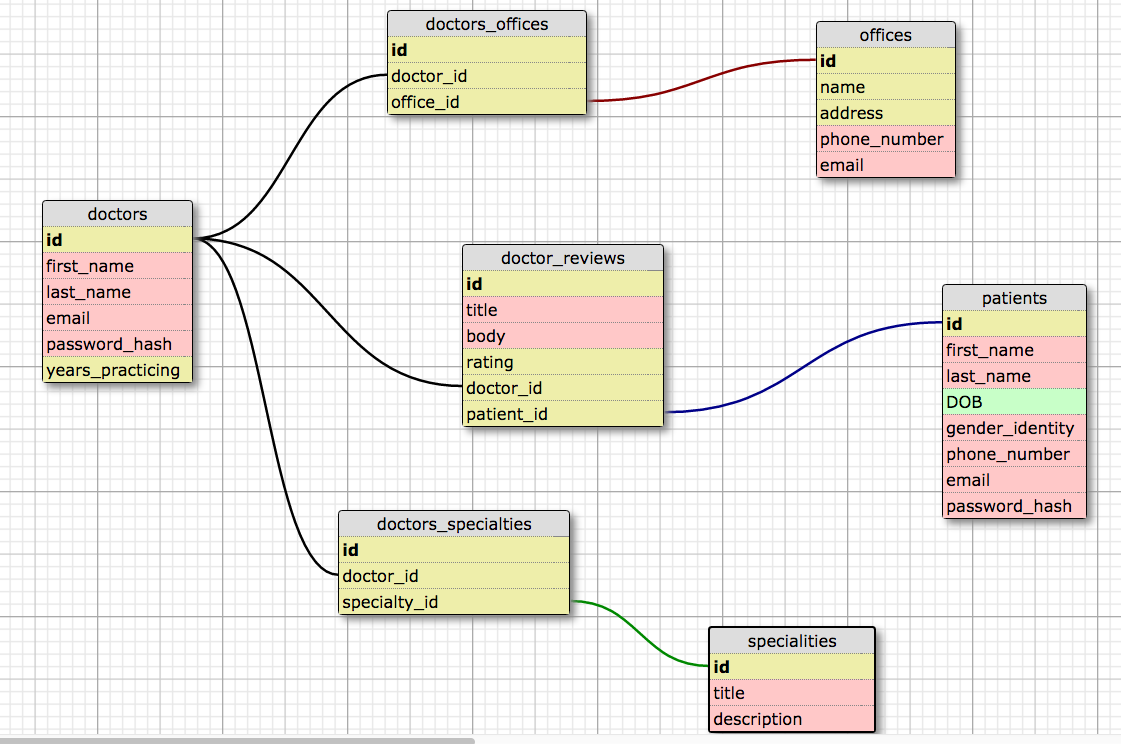 doctors_offices
id
doctor_id
office_id
offices
id
name
address
phone_number
email
doctors
id
first_name
last_name
email
password_hash
years_practicing
doctor_reviews
id
title
body
rating
doctor_id
patient_id
patients
id
first_name
last_name
DOB
gender_identity
phone_number
email
password_hash
doctors_specialties
id
doctor_id
specialty_id
specialities
id
title
description